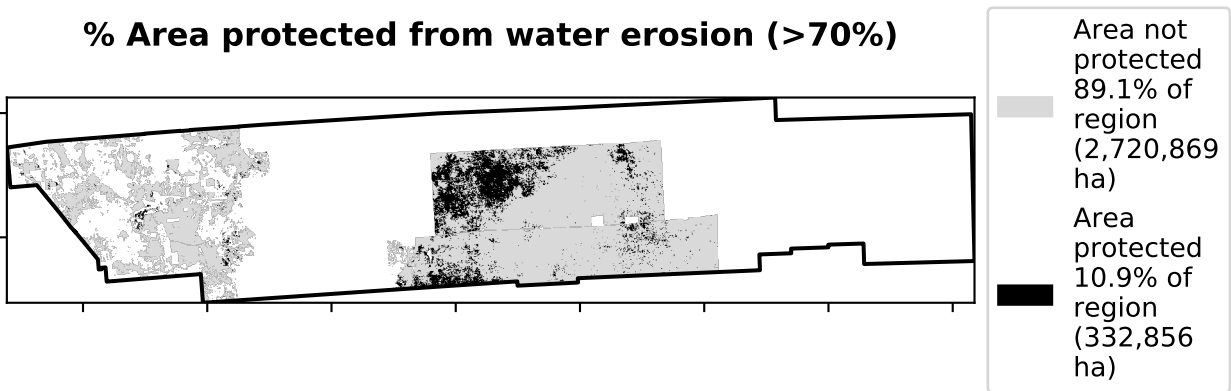 % Area protected from water erosion (>70%)
Area not
protected
89.1% of
region
(2,720,869
ha)
Area
protected
10.9% of
region
(332,856
ha)